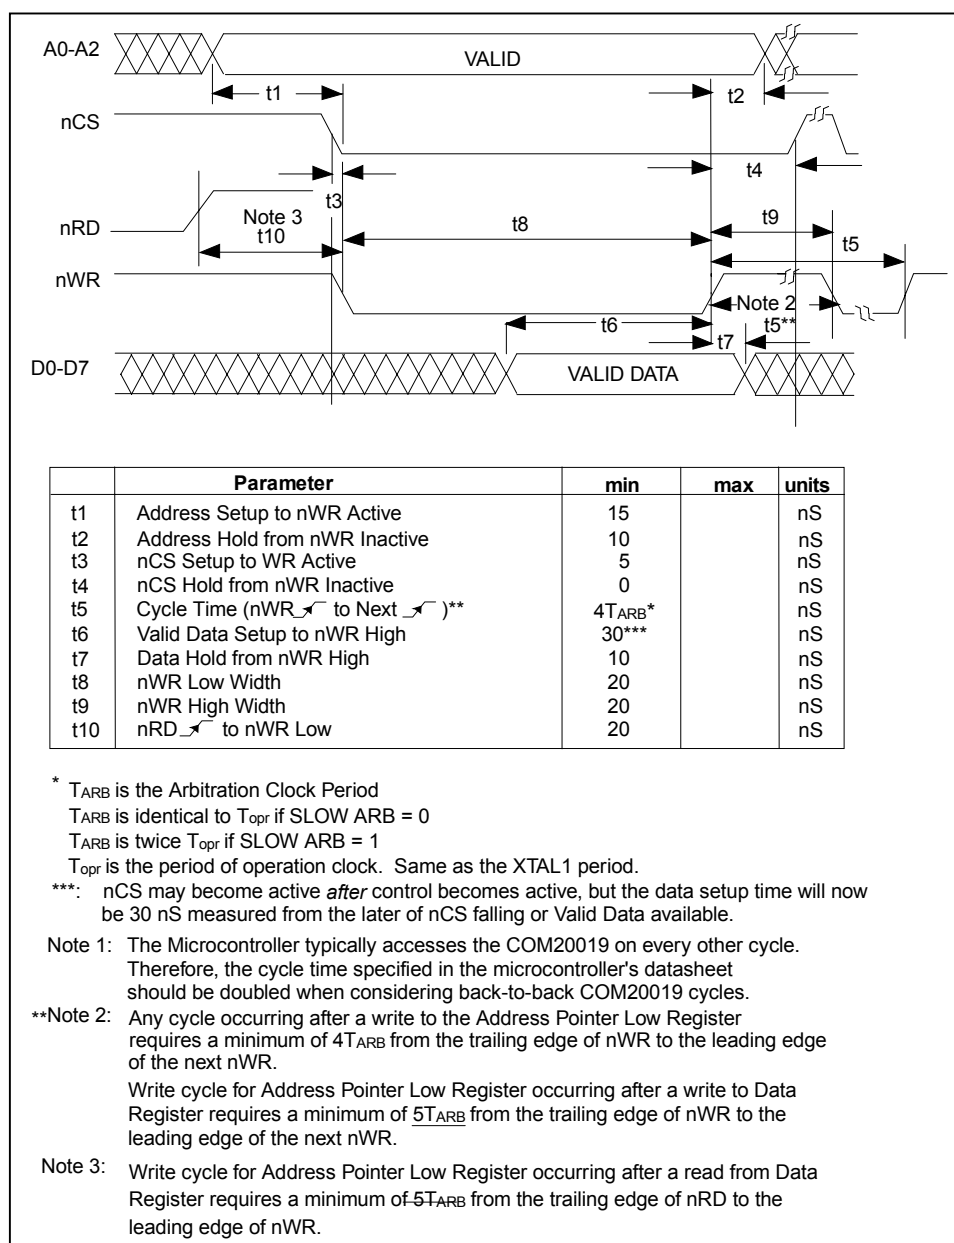 A0-A2
VALID
t1
t2
nCS
t4
t3
nRD
Note 3
t10
t8
t9
t5
nWR
Note 2
t5**
t6
t7
D0-D7
VALID DATA
Parameter min max units
t1 Address Setup to nWR Active 15 nS
t2 Address Hold from nWR Inactive 10 nS
t3 nCS Setup to WR Active 5 nS
t4 nCS Hold from nWR Inactive 0 nS
t5 Cycle Time (nWR to Next )** 4TARB* nS
t6 Valid Data Setup to nWR High 30*** nS
t7 Data Hold from nWR High 10 nS
t8 nWR Low Width 20 nS
t9 nWR High Width 20 nS
t10 nRD to nWR Low 20 nS
* TARB is the Arbitration Clock Period
TARB is identical to Topr if SLOW ARB = 0
TARB is twice Topr if SLOW ARB = 1
Topr is the period of operation clock. Same as the XTAL1 period.
***: nCS may become active after control becomes active, but the data setup time will now
be 30 nS measured from the later of nCS falling or Valid Data available.
Note 1: The Microcontroller typically accesses the COM20019 on every other cycle.
Therefore, the cycle time specified in the microcontroller's datasheet
should be doubled when considering back-to-back COM20019 cycles.
**Note 2: Any cycle occurring after a write to the Address Pointer Low Register
requires a minimum of 4TARB from the trailing edge of nWR to the leading edge
of the next nWR.
Write cycle for Address Pointer Low Register occurring after a write to Data
Register requires a minimum of 5TARB from the trailing edge of nWR to the
leading edge of the next nWR.
Note 3: Write cycle for Address Pointer Low Register occurring after a read from Data
Register requires a minimum of 5TARB from the trailing edge of nRD to the
leading edge of nWR.